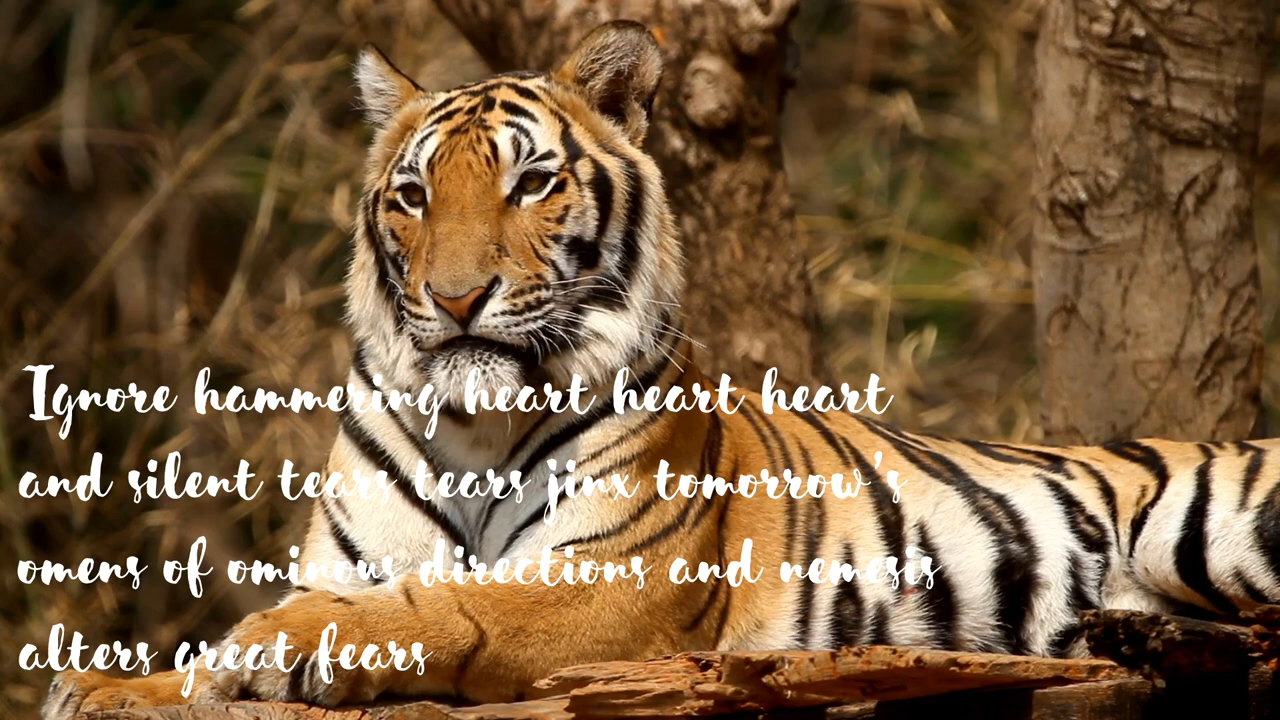 Ignore hammering heart heart heart
and silent tears tears jinx tomorrow's
omens of ominous directions and nemesis
alters great fears